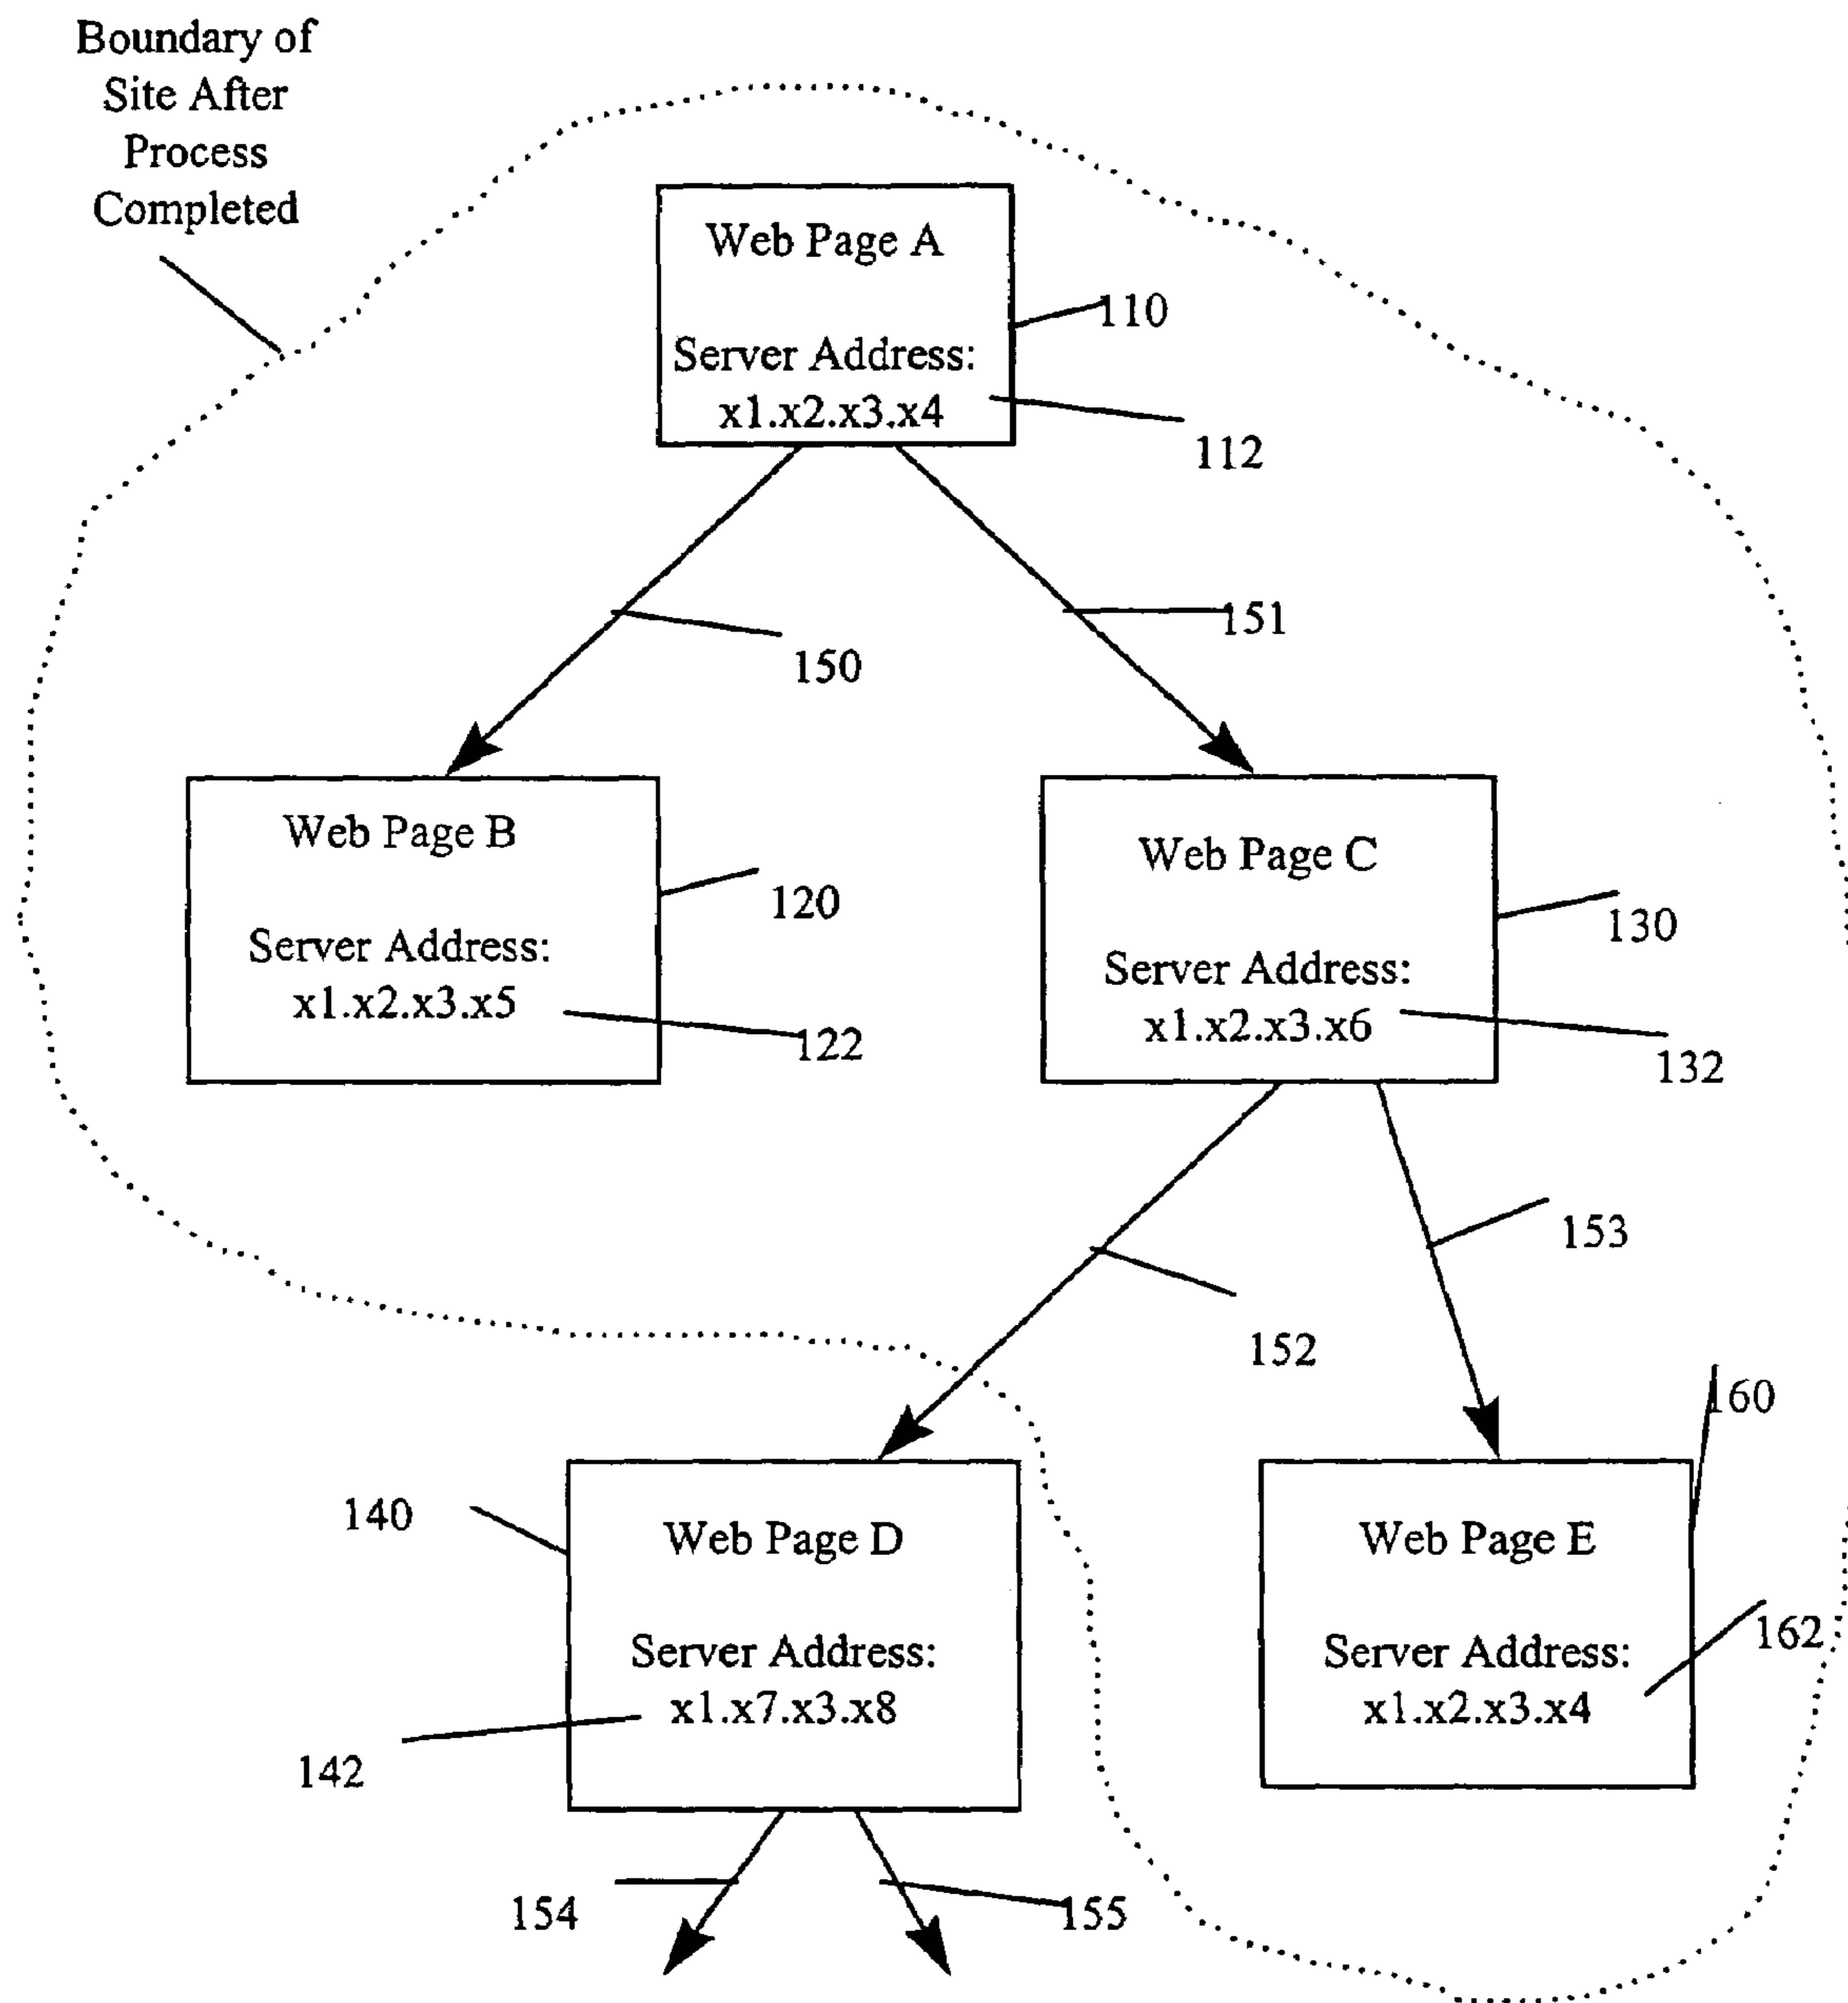 Boundary of
Site After
Process
Completed
Web Page A
Server Address:
x1.x2.x3.x4
110
112
150
151
Web Page B
Server Address:
x1.x2.x3.x5
120
122
Web Page C
Server Address:
x1.x2.x3.x6
130
132
152
153
Web Page D
Server Address:
x1.x7.x3.x8
140
142
Web Page E
Server Address:
x1.x2.x3.x4
160
162
154
155